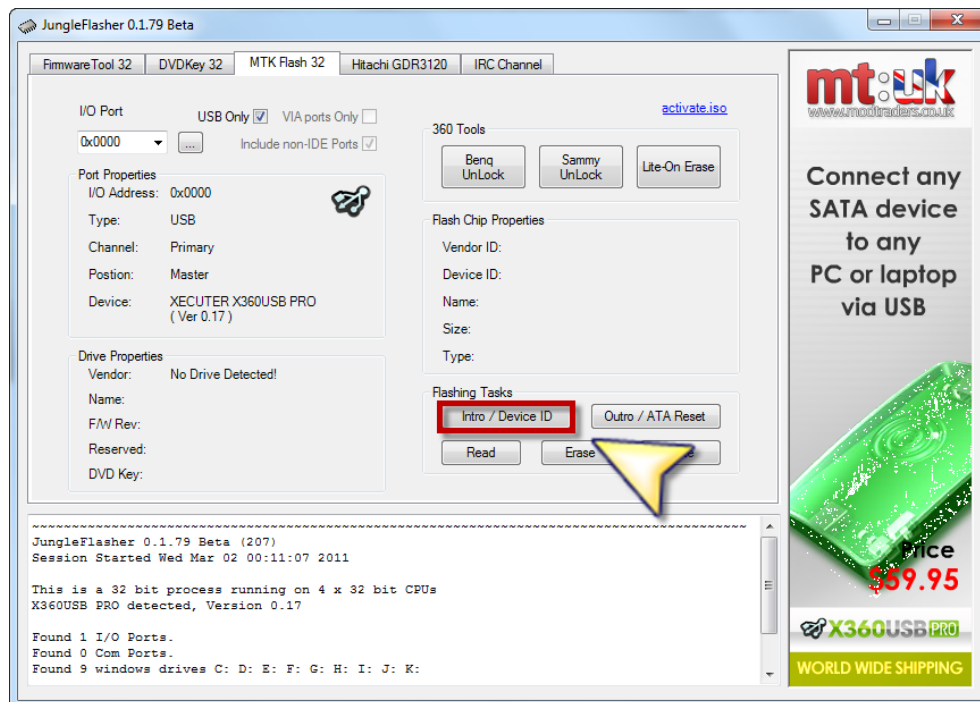 JungleFlasher 0.1.79 Beta
FirmwareTool 32
DVDKey 32
MTK Flash 32
Hitachi GDR3120
IRC Channel
I/O Port
USB Only
VIA ports Only
0x0000
...
Include non-IDE Ports
activate.iso
Port Properties
I/O Address: 0x0000
Type: USB
Channel: Primary
Postion: Master
Device: XECUTER X360USB PRO
( Ver 0.17 )
Drive Properties
Vendor: No Drive Detected!
Name:
F/W Rev:
Reserved:
DVD Key:
360 Tools
Benq
UnLock
Sammy
UnLock
Lite-On Erase
Flash Chip Properties
Vendor ID:
Device ID:
Name:
Size:
Type:
Flashing Tasks
Intro / Device ID
Outro / ATA Reset
Read
Erase
~~~~~~~~~~~~~~~~~~~~~~~~~~~~~~~~~~~~~~~~~~~~~~~~~~~~~~~~~~~~~~~~~~~~~~~~~~~~~~~~~~~~~~~~~~
JungleFlasher 0.1.79 Beta (207)
Session Started Wed Mar 02 00:11:07 2011
This is a 32 bit process running on 4 x 32 bit CPUs
X360USB PRO detected, Version 0.17
Found 1 I/O Ports.
Found 0 Com Ports.
Found 9 windows drives C: D: E: F: G: H: I: J: K:
mt:uk
www.modtraders.co.uk
Connect any
SATA device
to any
PC or laptop
via USB
Price
$59.95
X360USB PRO
WORLD WIDE SHIPPING